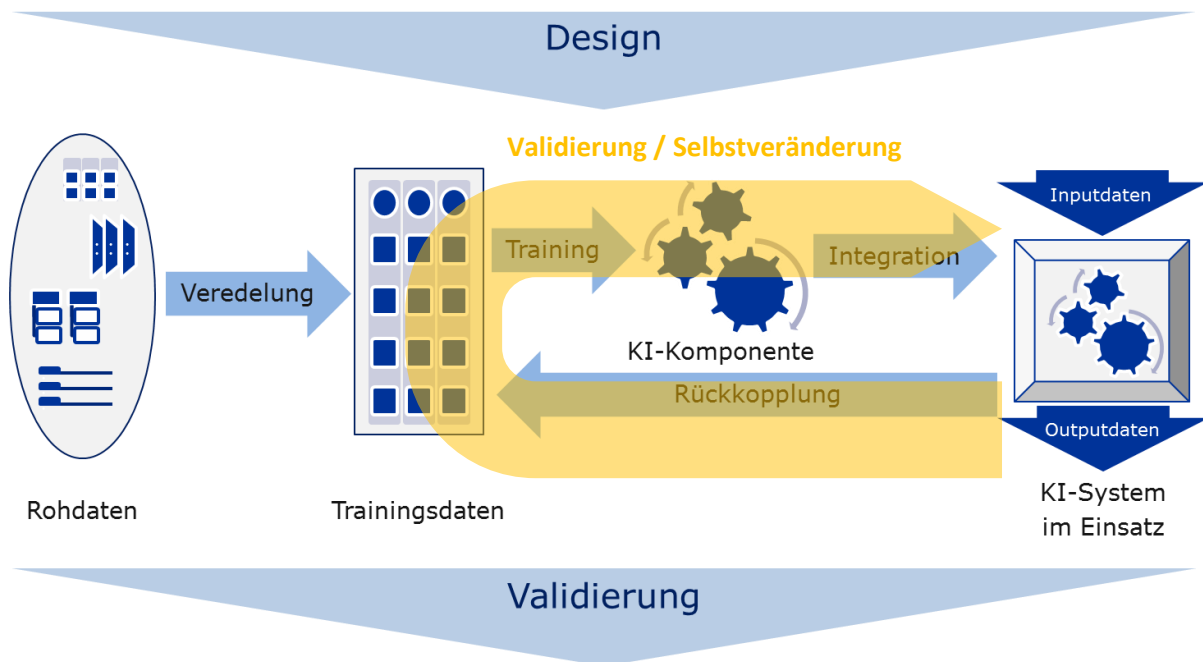 Design
Validierung / Selbstveränderung
Inputdaten
Training
Integration
Veredelung
KI-Komponente
Rückkopplung
Outputdaten
Rohdaten
Trainingsdaten
KI-System
im Einsatz
Validierung